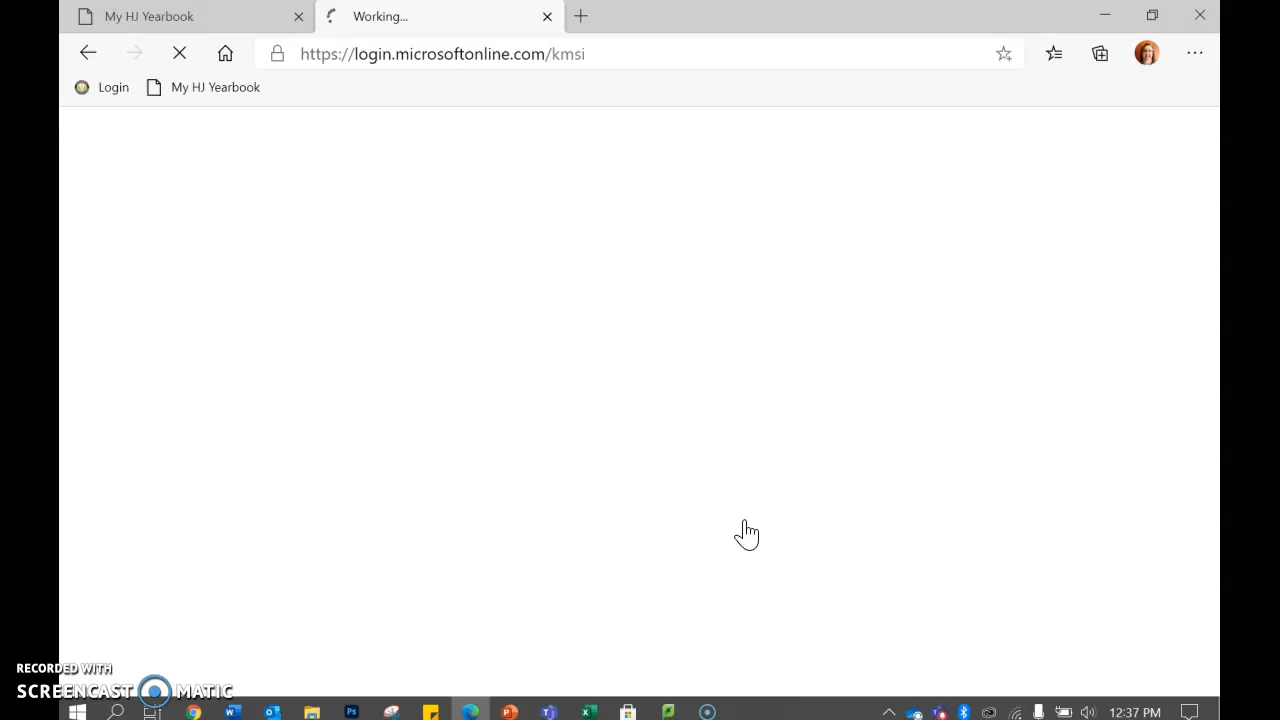 My HJ Yearbook
Working...
https://login.microsoftonline.com/kmsi
Login
My HJ Yearbook
RECORDED WITH
SCREENCAST MATIC
12:37 PM